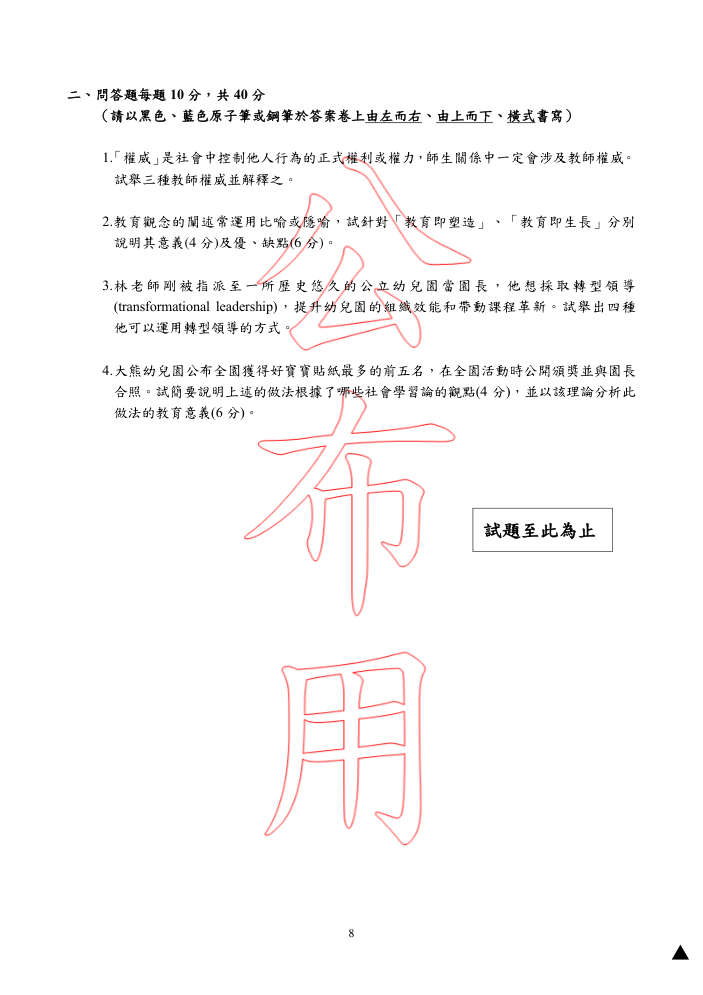 二、問答題每題 10 分，共 40 分
（請以黑色、藍色原子筆或鋼筆於答案卷上由左而右、由上而下、橫式書寫）
1.「權威」是社會中控制他人行為的正式權利或權力，師生關係中一定會涉及教師權威。
試舉三種教師權威並解釋之。
2.教育觀念的闡述常運用比喻或隱喻，試針對「教育即塑造」、「教育即生長」分別
說明其意義(4 分)及優、缺點(6 分)。
3.林老師剛被指派至一所歷史悠久的公立幼兒園當園長，他想採取轉型領導
(transformational leadership)，提升幼兒園的組織效能和帶動課程革新。試舉出四種
他可以運用轉型領導的方式。
4.大熊幼兒園公布全園獲得好寶寶貼紙最多的前五名，在全園活動時公開頒獎並與園長
合照。試簡要說明上述的做法根據了哪些社會學習論的觀點(4 分)，並以該理論分析此
做法的教育意義(6 分)。
試題至此為止
公
布
用
8